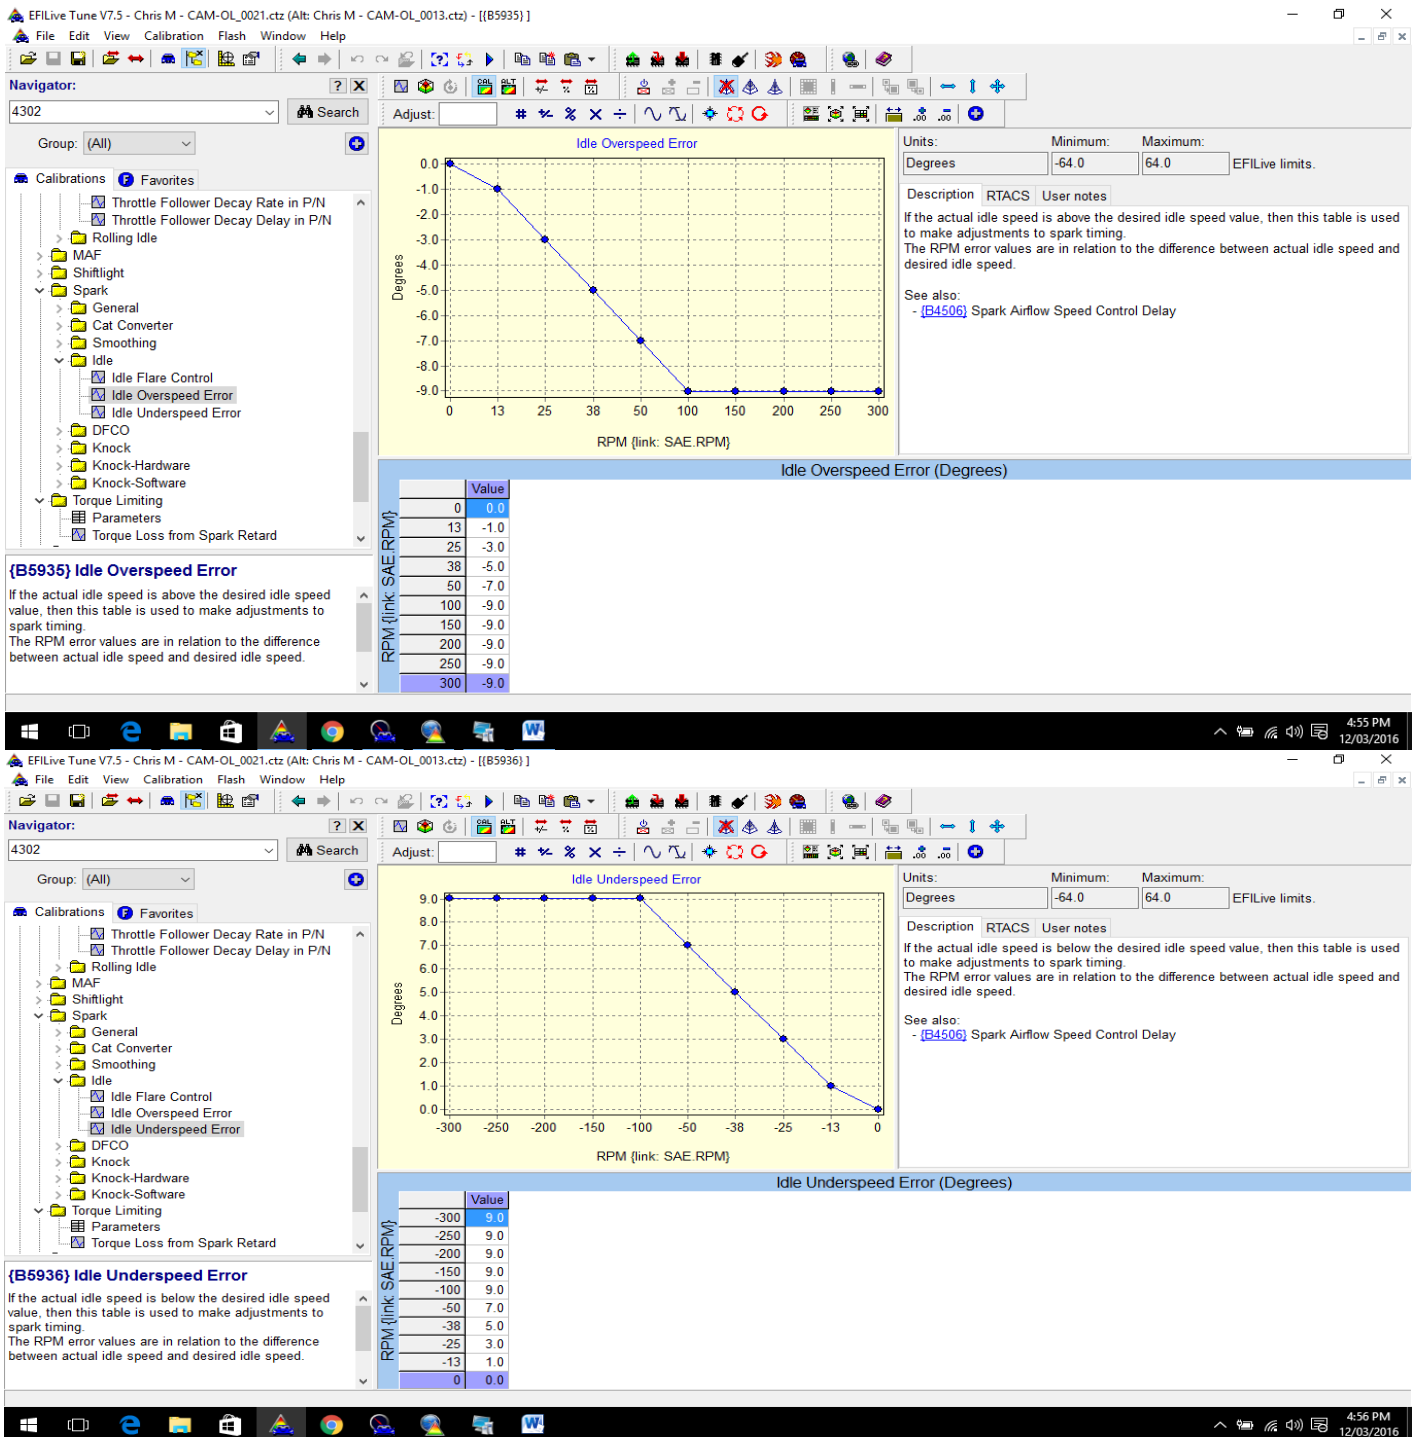 EFILive Tune V7.5 - Chris M - CAM-OL_0021.ctz (Alt: Chris M - CAM-OL_0013.ctz) - [{B5935} ]
File Edit View Calibration Flash Window Help
Navigator:
4302
Search
Group: (All)
Calibrations
F Favorites
Throttle Follower Decay Rate in P/N
Throttle Follower Decay Delay in P/N
Rolling Idle
MAF
Shiftlight
Spark
General
Cat Converter
Smoothing
Idle
Idle Flare Control
Idle Overspeed Error
Idle Underspeed Error
DFCO
Knock
Knock-Hardware
Knock-Software
Torque Limiting
Parameters
Torque Loss from Spark Retard
{B5935} Idle Overspeed Error
If the actual idle speed is above the desired idle speed
value, then this table is used to make adjustments to
spark timing.
The RPM error values are in relation to the difference
between actual idle speed and desired idle speed.
CAL
ALT
Adjust:
Idle Overspeed Error
Degrees
0.0
-1.0
-2.0
-3.0
-4.0
-5.0
-6.0
-7.0
-8.0
-9.0
0 13 25 38 50 100 150 200 250 300
RPM {link: SAE.RPM}
Units: Minimum: Maximum:
Degrees -64.0 64.0 EFILive limits.
Description RTACS User notes
If the actual idle speed is above the desired idle speed value, then this table is used
to make adjustments to spark timing.
The RPM error values are in relation to the difference between actual idle speed and
desired idle speed.
See also:
- {B4506} Spark Airflow Speed Control Delay
Idle Overspeed Error (Degrees)
RPM {link: SAE.RPM}
Value
0 0.0
13 -1.0
25 -3.0
38 -5.0
50 -7.0
100 -9.0
150 -9.0
200 -9.0
250 -9.0
300 -9.0
4:55 PM
12/03/2016
EFILive Tune V7.5 - Chris M - CAM-OL_0021.ctz (Alt: Chris M - CAM-OL_0013.ctz) - [{B5936} ]
File Edit View Calibration Flash Window Help
Navigator:
4302
Search
Group: (All)
Calibrations
F Favorites
Throttle Follower Decay Rate in P/N
Throttle Follower Decay Delay in P/N
Rolling Idle
MAF
Shiftlight
Spark
General
Cat Converter
Smoothing
Idle
Idle Flare Control
Idle Overspeed Error
Idle Underspeed Error
DFCO
Knock
Knock-Hardware
Knock-Software
Torque Limiting
Parameters
Torque Loss from Spark Retard
{B5936} Idle Underspeed Error
If the actual idle speed is below the desired idle speed
value, then this table is used to make adjustments to
spark timing.
The RPM error values are in relation to the difference
between actual idle speed and desired idle speed.
CAL
ALT
Adjust:
Idle Underspeed Error
Degrees
9.0
8.0
7.0
6.0
5.0
4.0
3.0
2.0
1.0
0.0
-300 -250 -200 -150 -100 -50 -38 -25 -13 0
RPM {link: SAE.RPM}
Units: Minimum: Maximum:
Degrees -64.0 64.0 EFILive limits.
Description RTACS User notes
If the actual idle speed is below the desired idle speed value, then this table is used
to make adjustments to spark timing.
The RPM error values are in relation to the difference between actual idle speed and
desired idle speed.
See also:
- {B4506} Spark Airflow Speed Control Delay
Idle Underspeed Error (Degrees)
RPM {link: SAE.RPM}
Value
-300 9.0
-250 9.0
-200 9.0
-150 9.0
-100 9.0
-50 7.0
-38 5.0
-25 3.0
-13 1.0
0 0.0
4:56 PM
12/03/2016